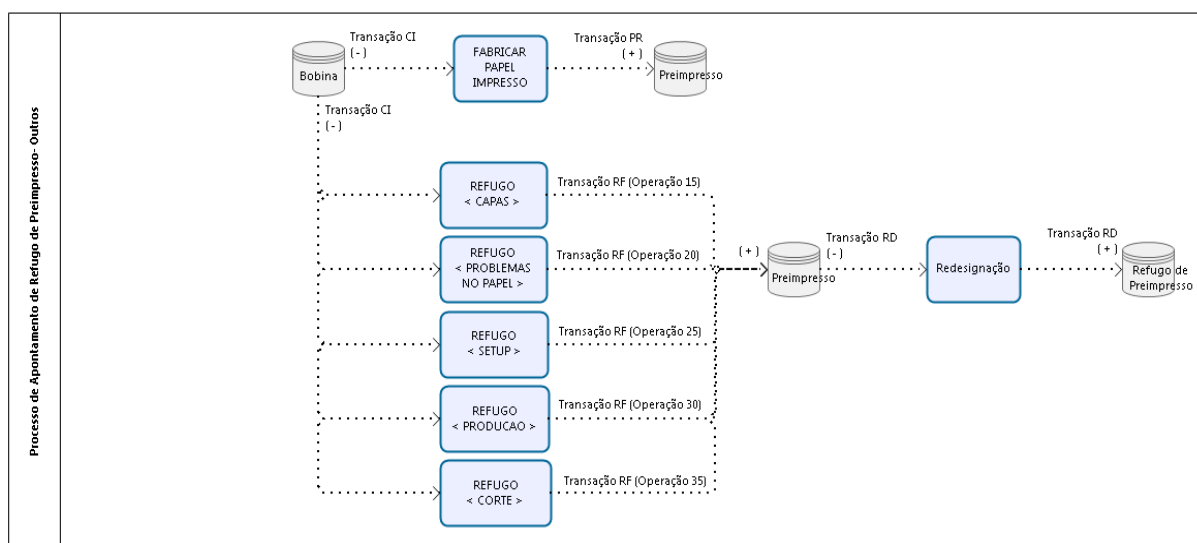 Processo de Apontamento de Refugo de Preimpresso- Outros
Transação CI
( - )
Bobina
FABRICAR
PAPEL
IMPRESSO
Transação PR
( + )
Preimpresso
Transação CI
( - )
REFUGO
< CAPAS >
Transação RF (Operação 15)
REFUGO
< PROBLEMAS
NO PAPEL >
Transação RF (Operação 20)
REFUGO
< SETUP >
Transação RF (Operação 25)
REFUGO
< PRODUCAO >
Transação RF (Operação 30)
REFUGO
< CORTE >
Transação RF (Operação 35)
( + )
Preimpresso
Transação RD
( - )
Redesignação
Transação RD
( + )
Refugo de
Preimpresso